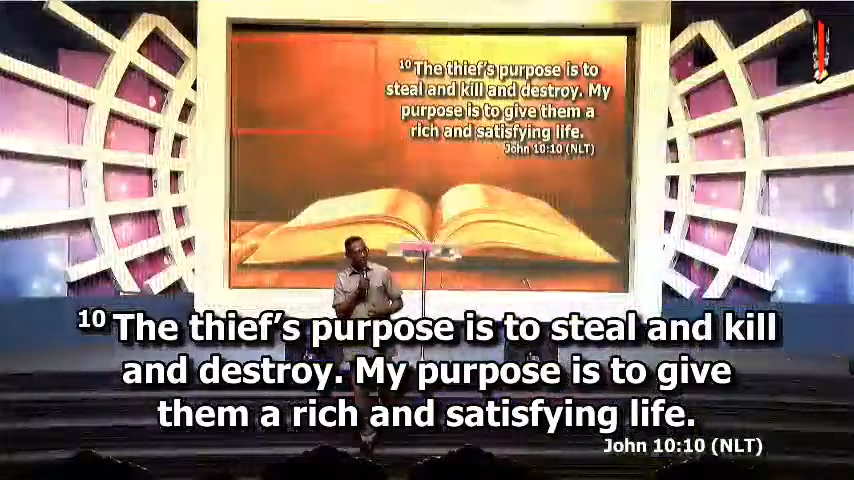 10 The thief's purpose is to
steal and kill and destroy. My
purpose is to give them a
rich and satisfying life.
John 10:10 (NLT)
10 The thief's purpose is to steal and kill
and destroy. My purpose is to give
them a rich and satisfying life.
John 10:10 (NLT)